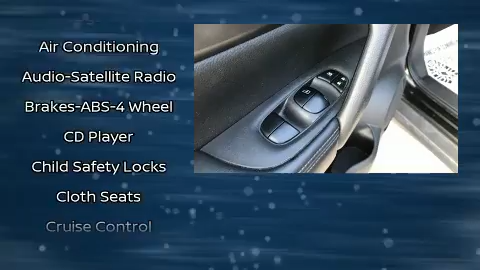 Air Conditioning
Audio-Satellite Radio
Brakes-ABS-4 Wheel
CD Player
Child Safety Locks
Cloth Seats
Cruise Control